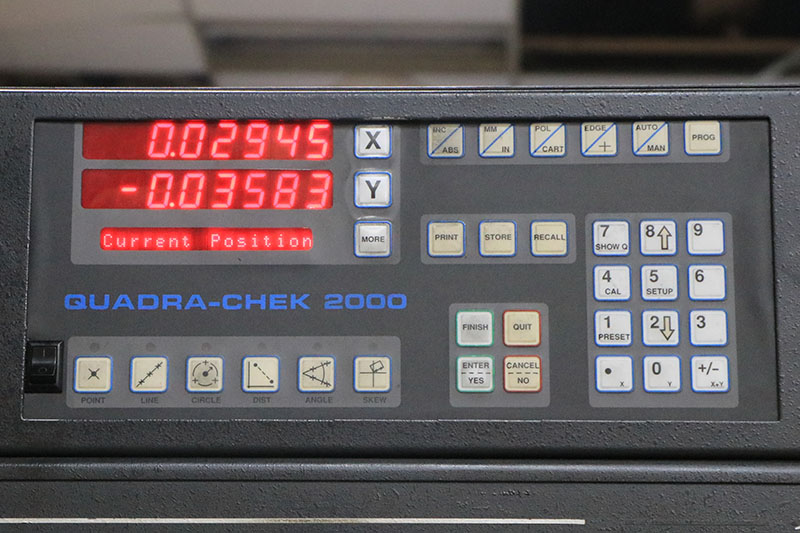 0.02945
X
-0.03583
Y
Current Position
MORE
INC ABS
MM IN
POL CART
EDGE
AUTO MAN
PROG
PRINT
STORE
RECALL
QUADRA-CHEK 2000
POINT
LINE
CIRCLE
DIST
ANGLE
SKEW
FINISH
QUIT
ENTER YES
CANCEL NO
7 SHOW Q
8
9
4 CAL
5 SETUP
6
1 PRESET
2
3
• X
0 Y
+/- X+Y